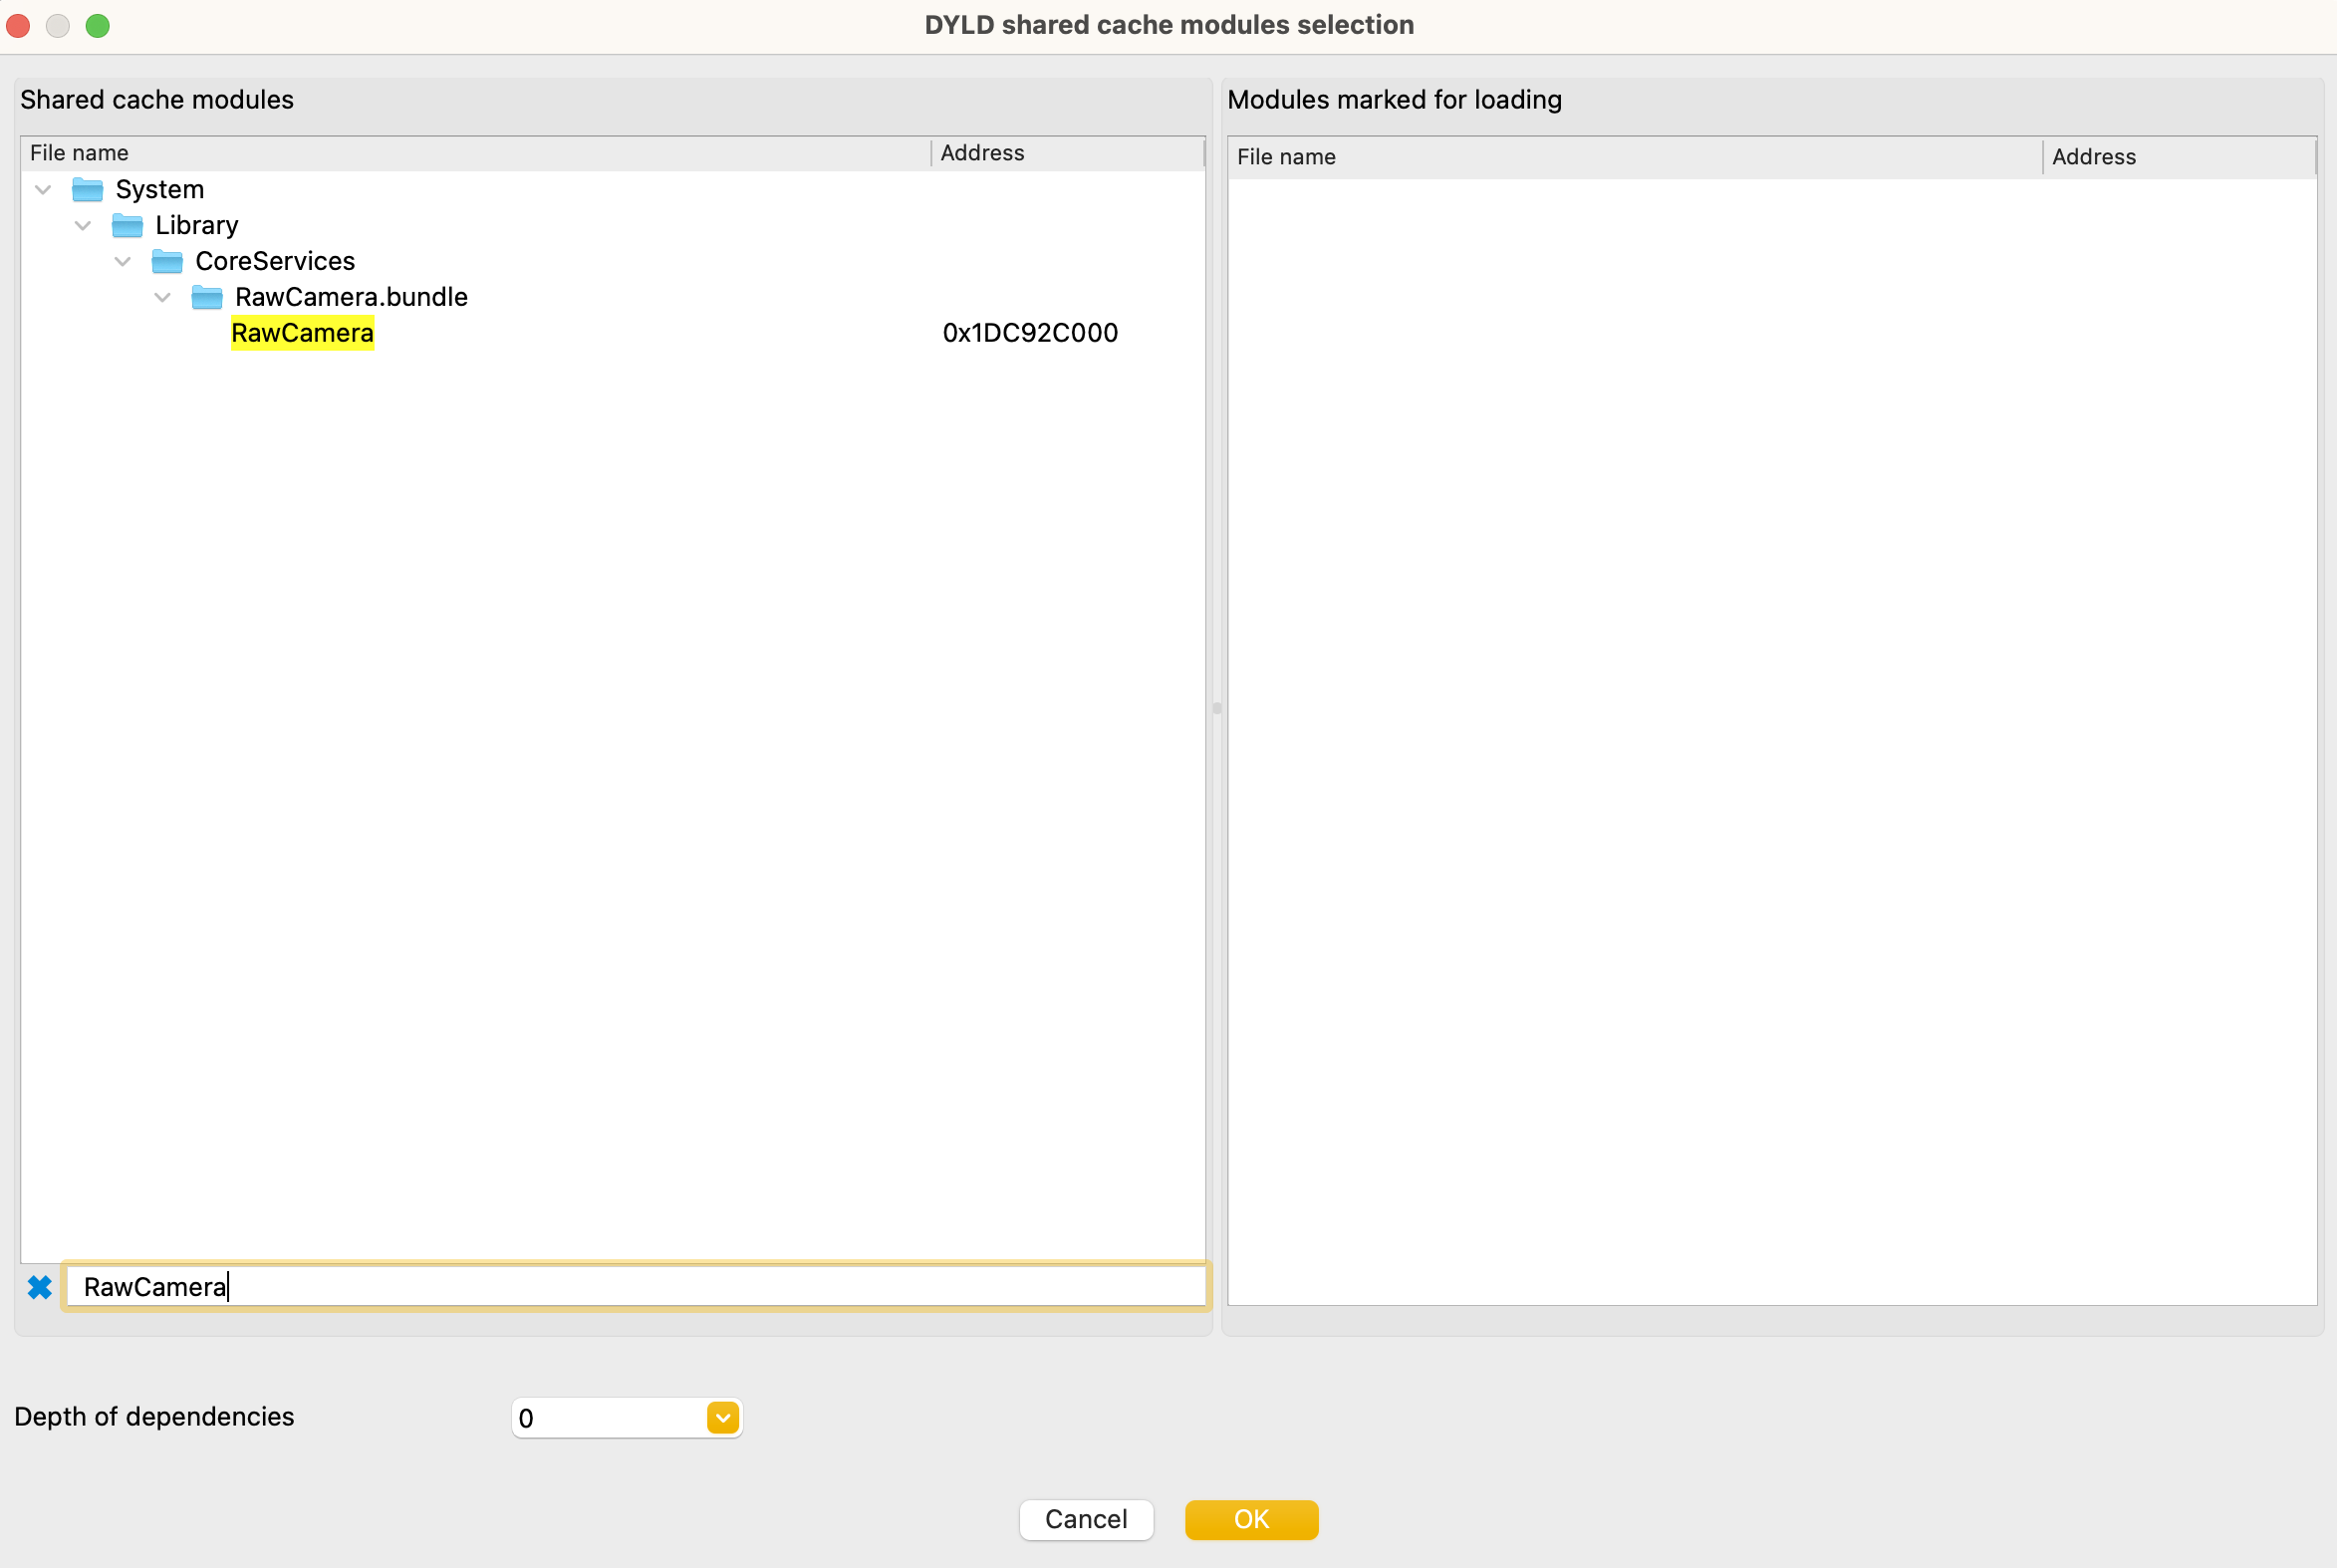 DYLD shared cache modules selection
Shared cache modules
File name Address
System
Library
CoreServices
RawCamera.bundle
RawCamera 0x1DC92C000
RawCamera
Modules marked for loading
File name Address
Depth of dependencies 0
Cancel OK